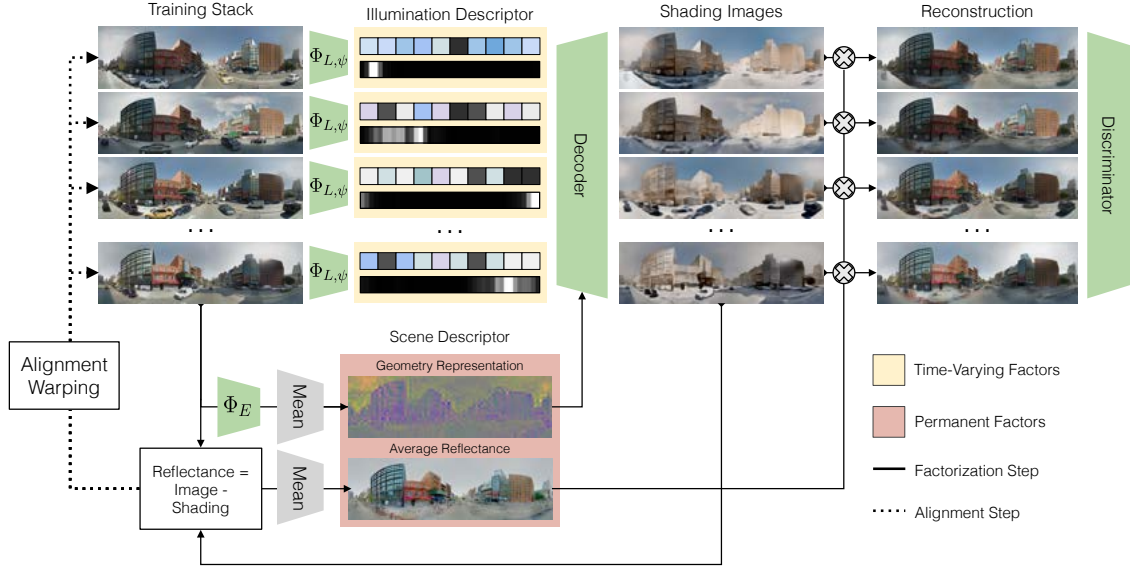 Training Stack
Illumination Descriptor
Shading Images
Reconstruction
Φ_{L,ψ}
Φ_{L,ψ}
Φ_{L,ψ}
. . .
. . .
. . .
. . .
Φ_{L,ψ}
Decoder
Discriminator
Alignment
Warping
Scene Descriptor
Geometry Representation
Φ_E
Mean
Average Reflectance
Reflectance =
Image -
Shading
Mean
Time-Varying Factors
Permanent Factors
Factorization Step
Alignment Step